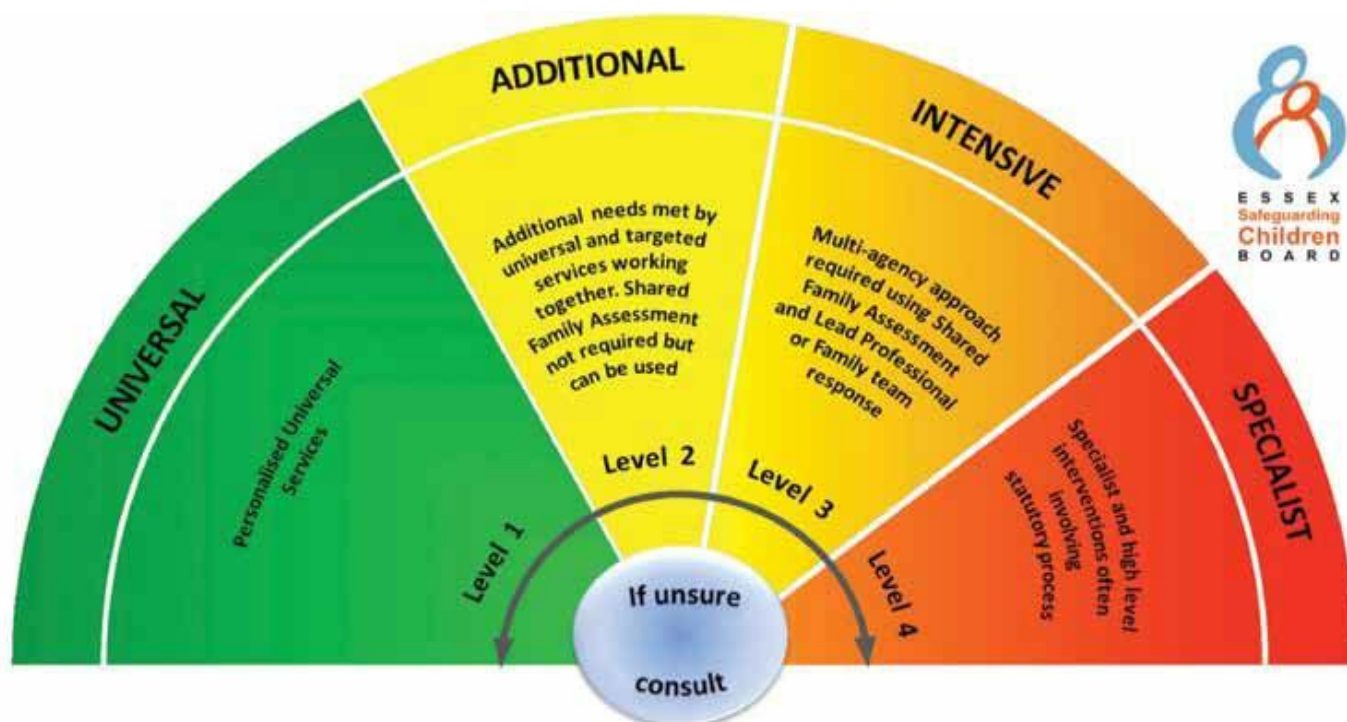 UNIVERSAL
Personalised Universal
Services
Level 1
ADDITIONAL
Additional needs met by
universal and targeted
services working
together. Shared
Family Assessment
not required but
can be used
Level 2
INTENSIVE
Multi-agency approach
required using Shared
Family Assessment
and Lead Professional
or Family team
response
Level 3
SPECIALIST
Specialist and high level
interventions often
involving
statutory process
Level 4
If unsure
consult
ESSEX
Safeguarding
Children
BOARD